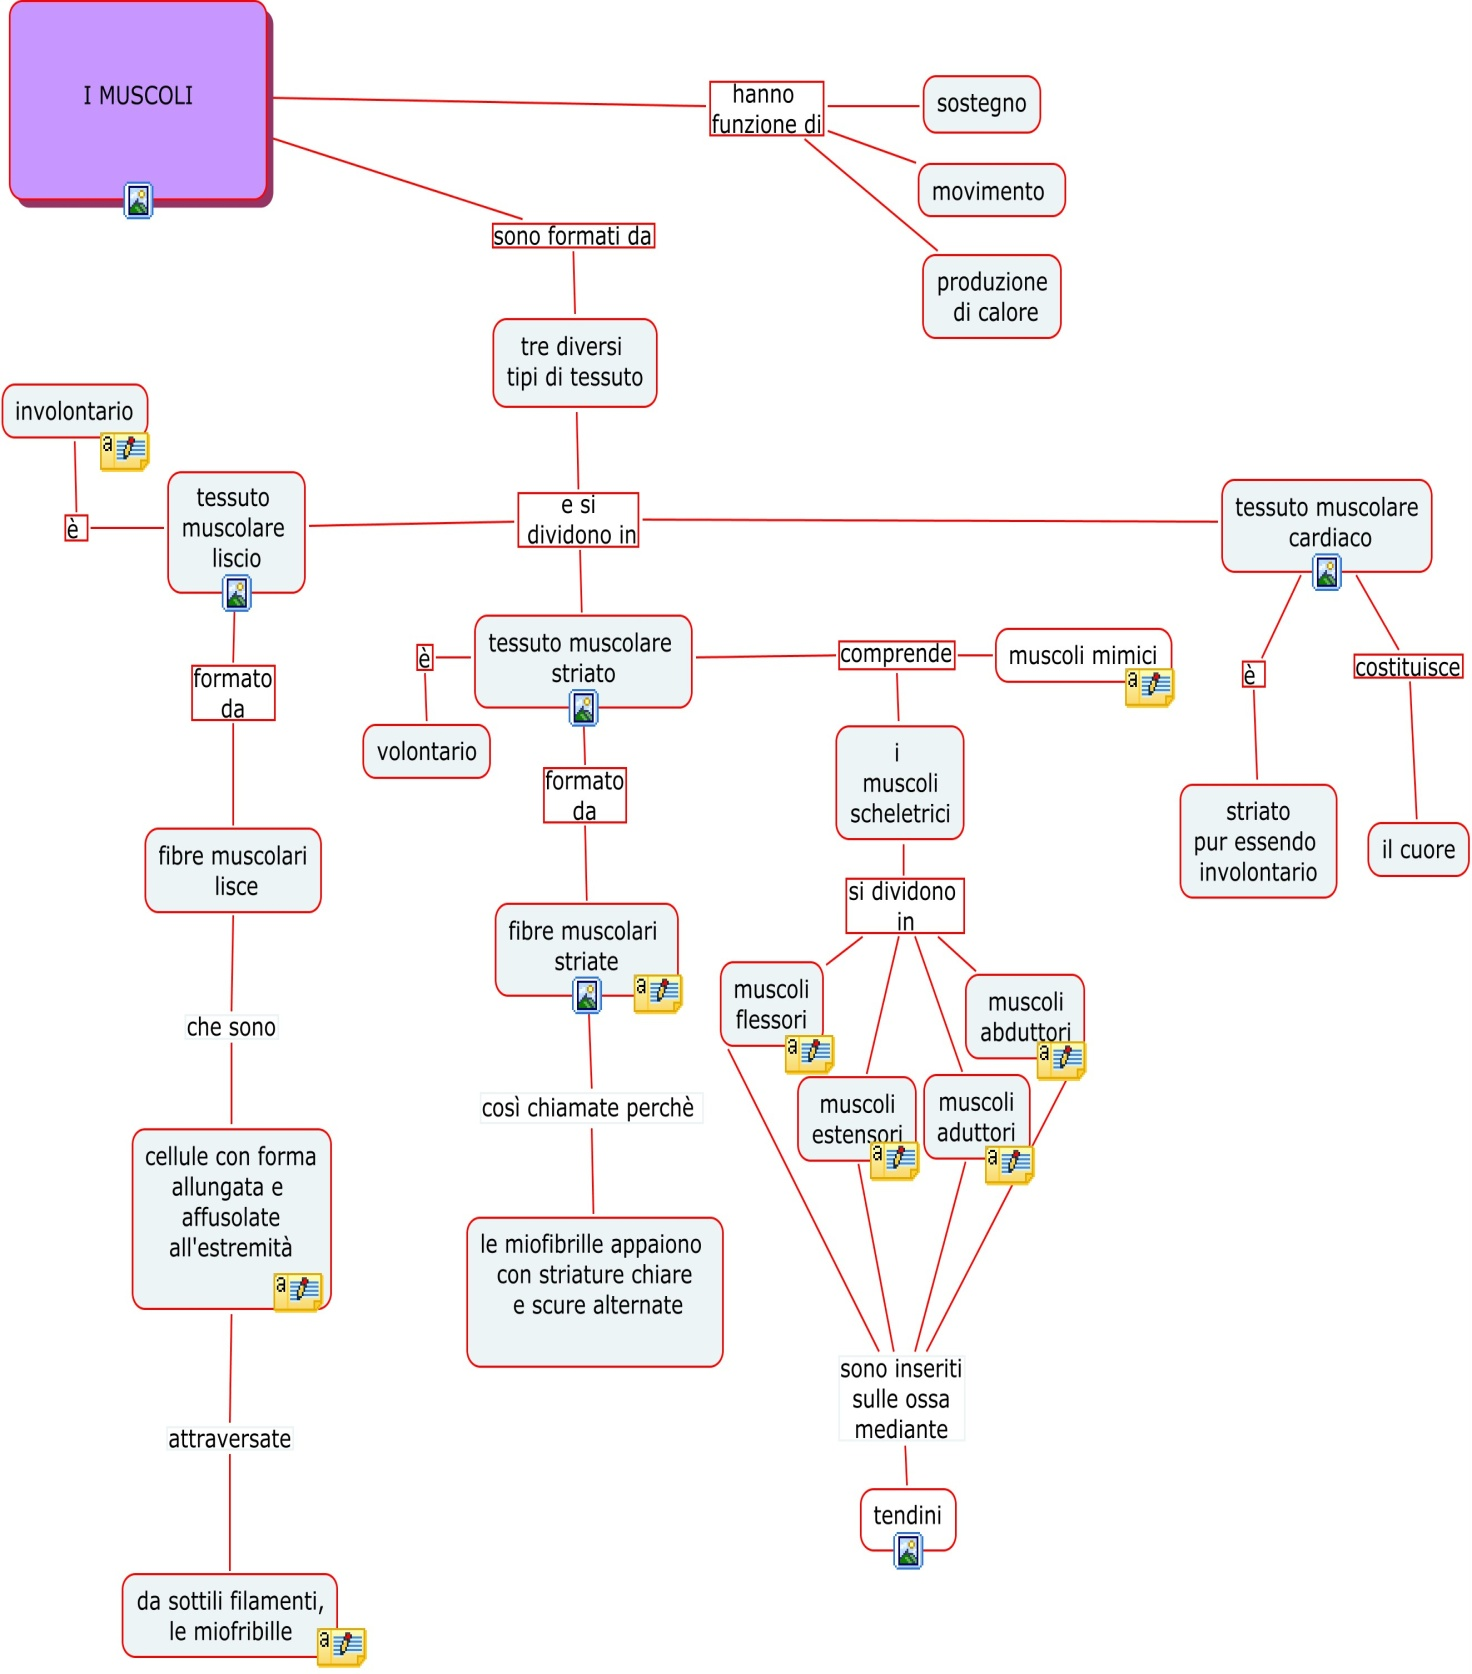 I MUSCOLI
hanno
funzione di
sostegno
movimento
produzione
di calore
sono formati da
tre diversi
tipi di tessuto
e si
dividono in
involontario
è
tessuto
muscolare
liscio
formato
da
fibre muscolari
lisce
che sono
cellule con forma
allungata e
affusolate
all'estremità
attraversate
da sottili filamenti,
le miofribille
tessuto muscolare
striato
è
volontario
formato
da
fibre muscolari
striate
così chiamate perchè
le miofibrille appaiono
con striature chiare
e scure alternate
comprende
muscoli mimici
i
muscoli
scheletrici
si dividono
in
muscoli
flessori
muscoli
estensori
muscoli
aduttori
muscoli
abduttori
sono inseriti
sulle ossa
mediante
tendini
tessuto muscolare
cardiaco
è
striato
pur essendo
involontario
costituisce
il cuore
a
a
a
a
a
a
a
a
a